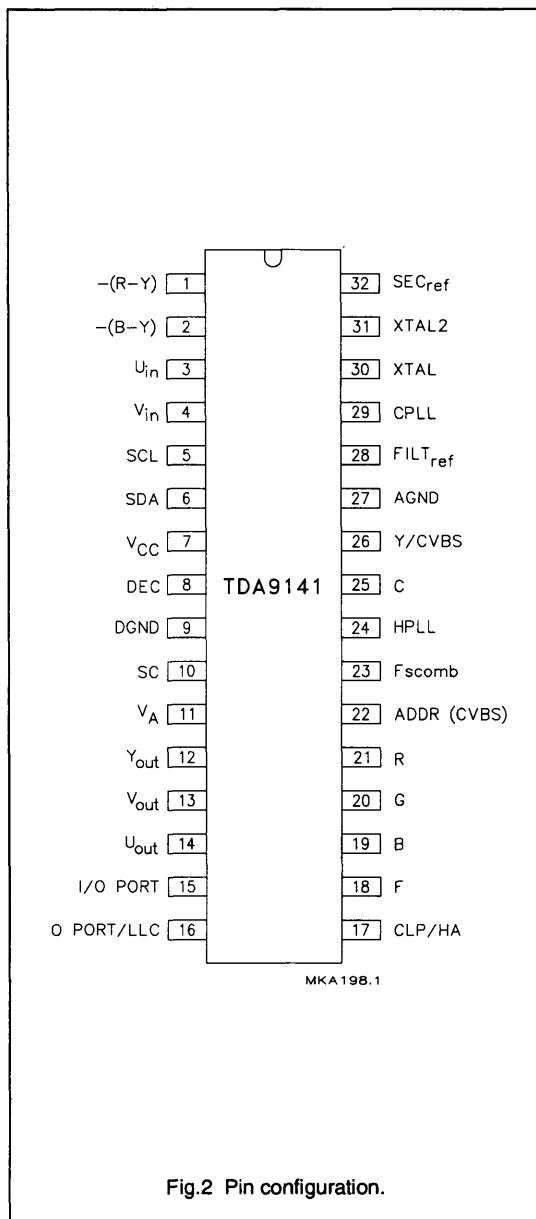 -(R-Y) 1
-(B-Y) 2
Uin 3
Vin 4
SCL 5
SDA 6
VCC 7
DEC 8
DGND 9
SC 10
VA 11
Yout 12
Vout 13
Uout 14
I/O PORT 15
O PORT/LLC 16
TDA9141
32 SECref
31 XTAL2
30 XTAL
29 CPLL
28 FILTref
27 AGND
26 Y/CVBS
25 C
24 HPLL
23 Fscomb
22 ADDR (CVBS)
21 R
20 G
19 B
18 F
17 CLP/HA
MKA198.1
Fig.2 Pin configuration.